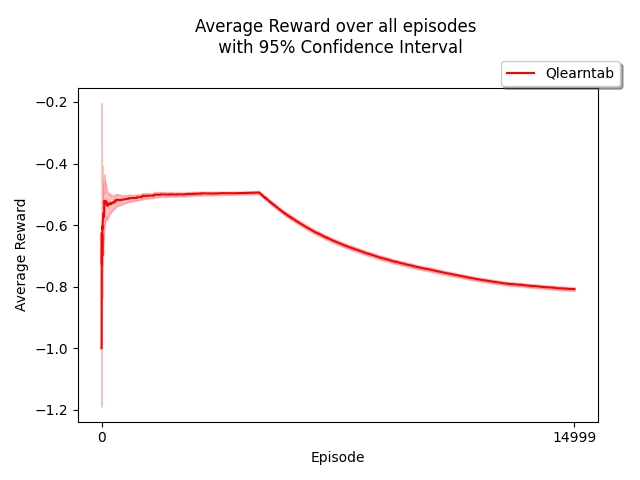 Average Reward over all episodes
with 95% Confidence Interval
Qlearntab
−0.2
−0.4
−0.6
−0.8
−1.0
−1.2
Average Reward
0
14999
Episode